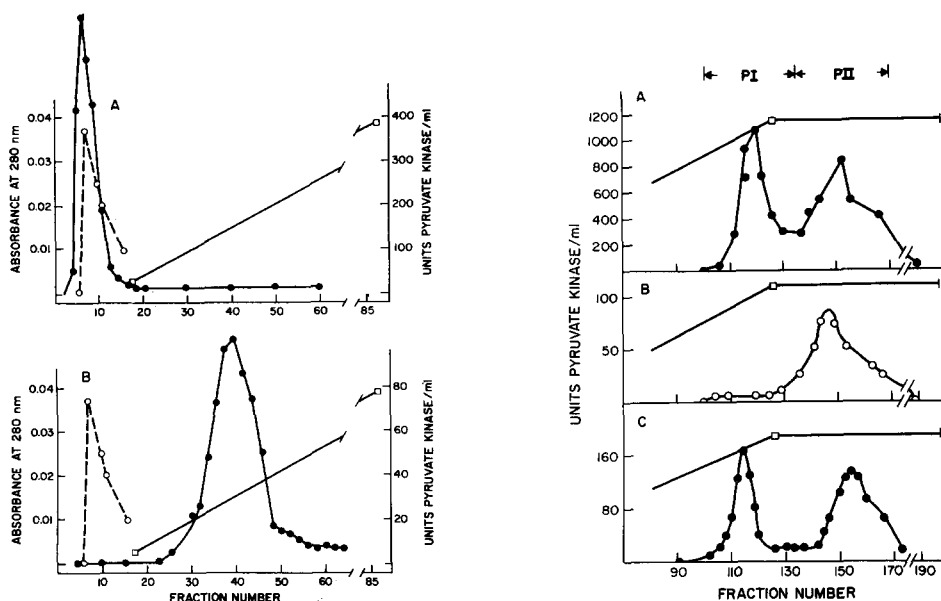 A
ABSORBANCE AT 280 nm
0.04
0.03
0.02
0.01
400
300
200
100
UNITS PYRUVATE KINASE/ml
10 20 30 40 50 60 85
B
ABSORBANCE AT 280 nm
0.04
0.03
0.02
0.01
80
60
40
20
UNITS PYRUVATE KINASE/ml
10 20 30 40 50 60 85
FRACTION NUMBER
PI PII
A
1200
1000
800
600
400
200
B
100
50
C
160
80
UNITS PYRUVATE KINASE/ml
90 110 130 150 170 190
FRACTION NUMBER